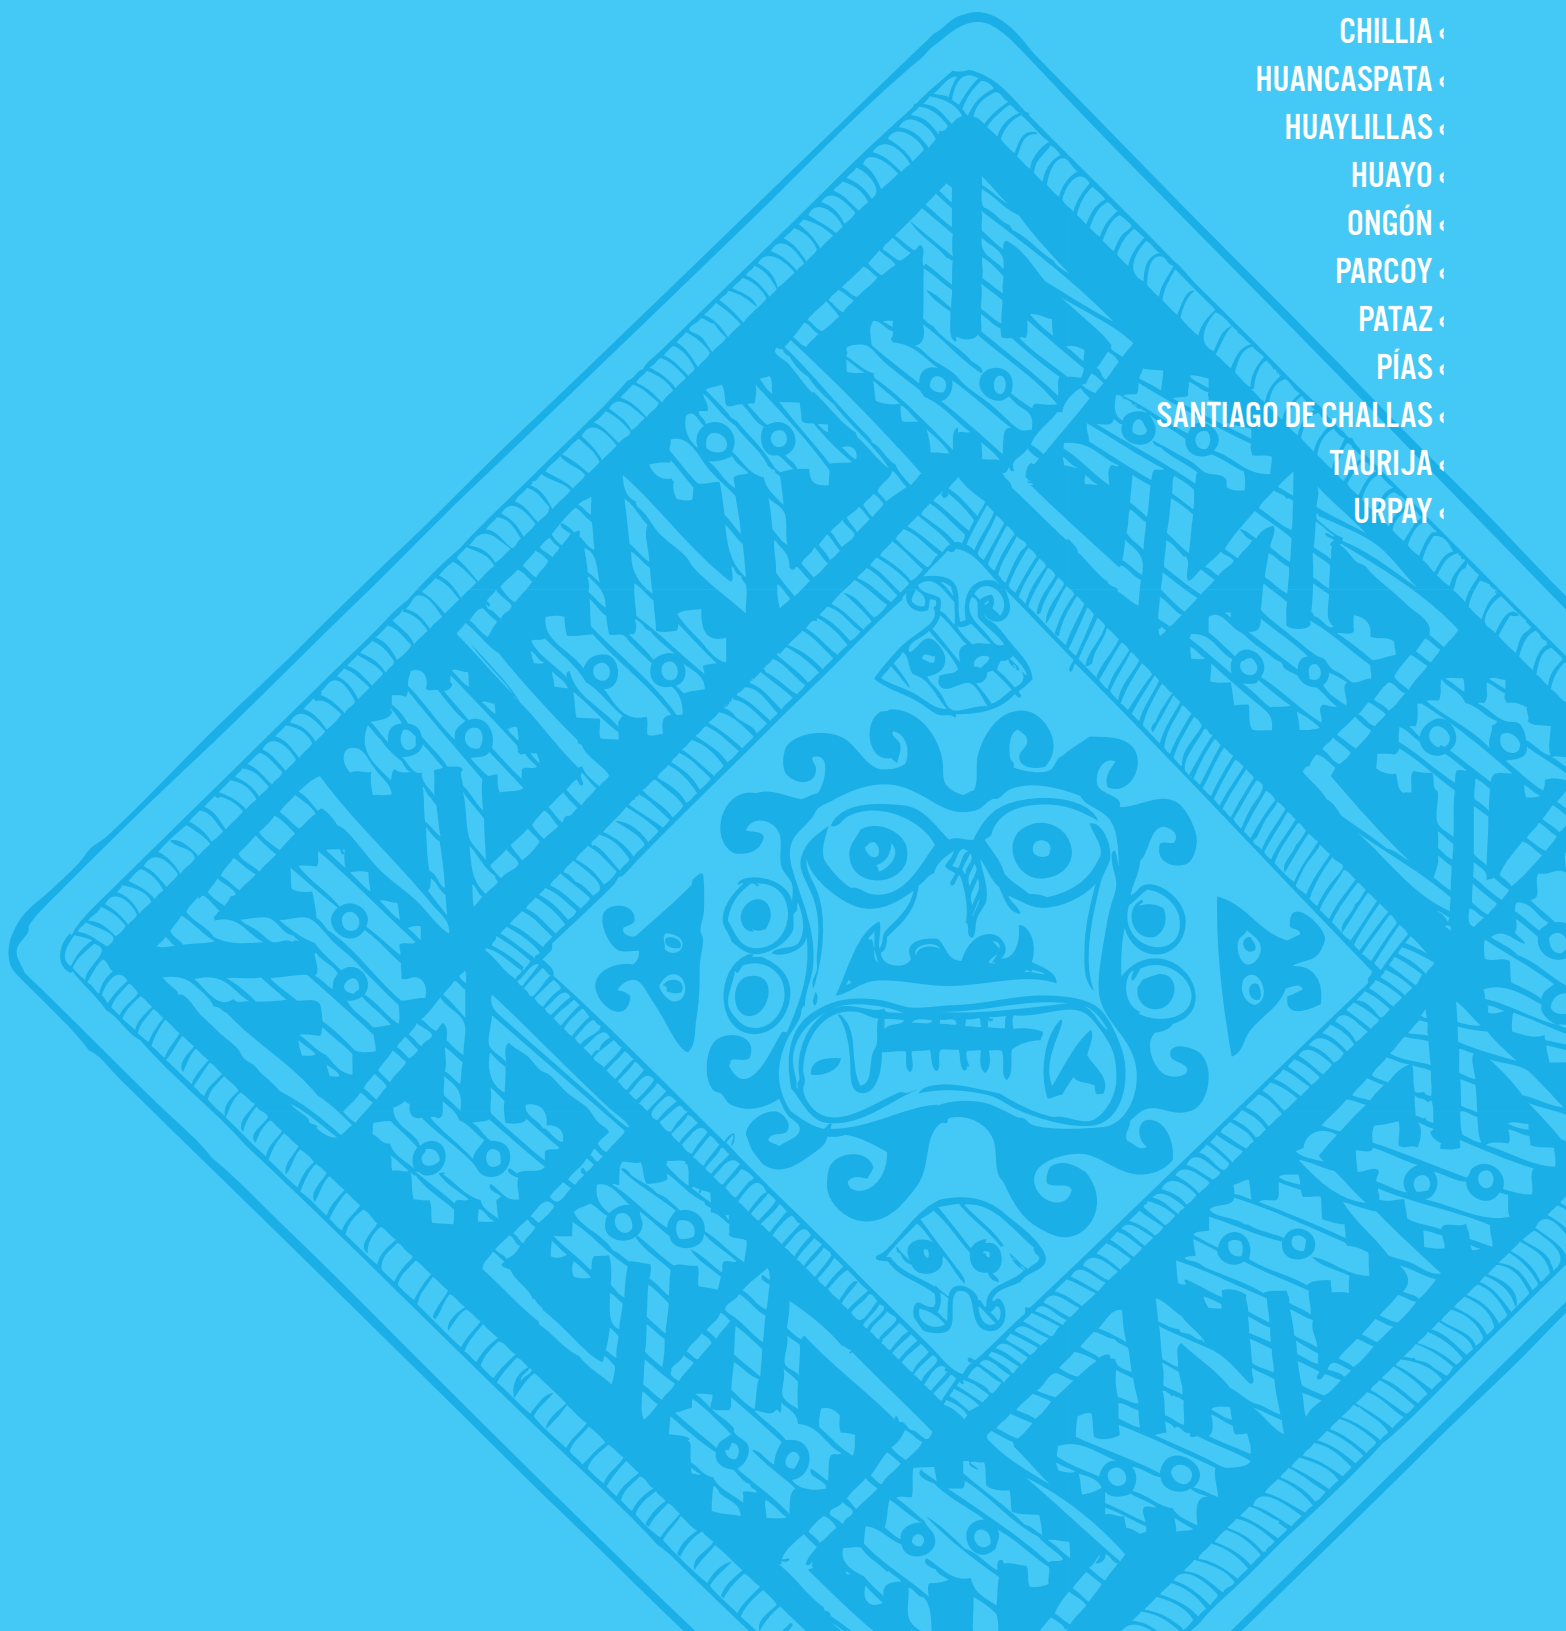 CHILLIA
HUANCASPATA
HUAYLILLAS
HUAYO
ONGÓN
PARCOY
PATAZ
PÍAS
SANTIAGO DE CHALLAS
TAURIJA
URPAY